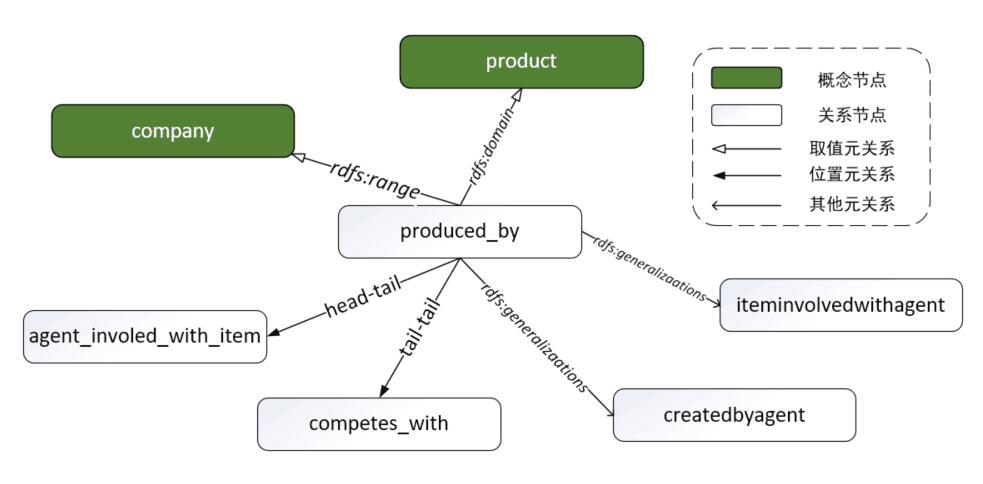 product
company
rdfs:domain
rdfs:range
produced_by
rdfs:generalizaations
head-tail
tail-tail
rdfs:generalizaations
agent_involed_with_item
iteminvolvedwithagent
competes_with
createdbyagent
概念节点
关系节点
取值元关系
位置元关系
其他元关系